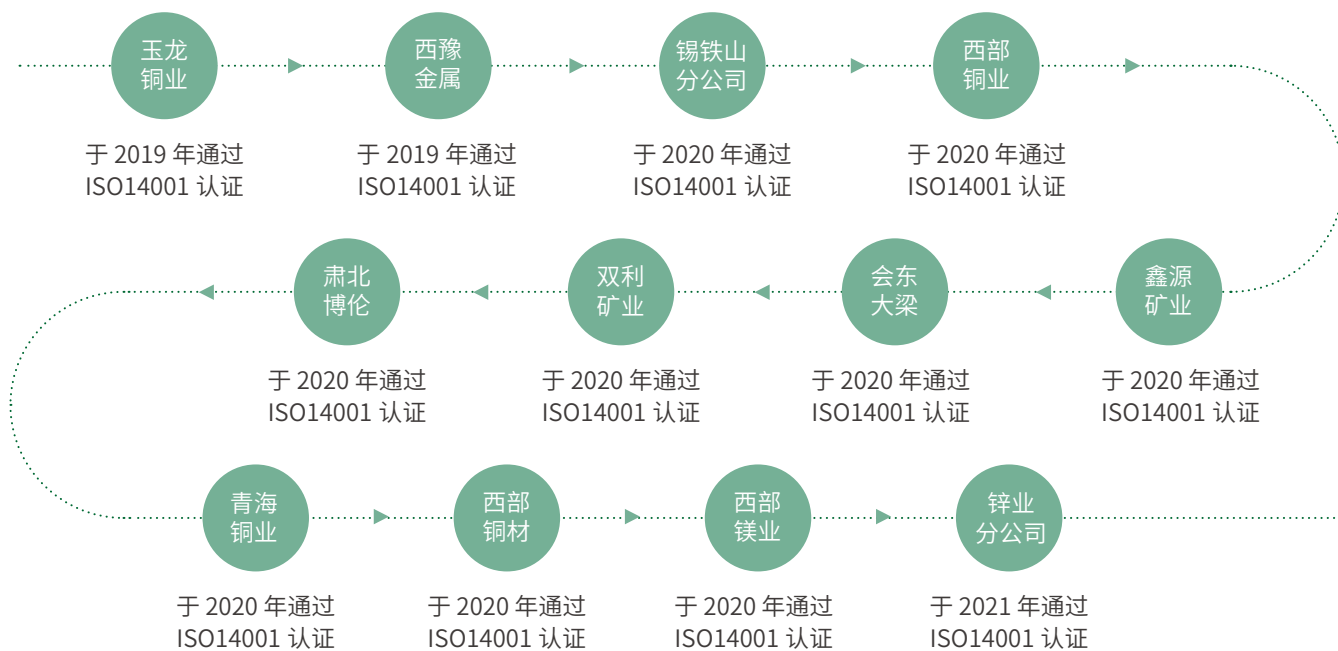 玉龙
铜业
于 2019 年通过
ISO14001 认证
西豫
金属
于 2019 年通过
ISO14001 认证
锡铁山
分公司
于 2020 年通过
ISO14001 认证
西部
铜业
于 2020 年通过
ISO14001 认证
鑫源
矿业
于 2020 年通过
ISO14001 认证
会东
大梁
于 2020 年通过
ISO14001 认证
双利
矿业
于 2020 年通过
ISO14001 认证
肃北
博伦
于 2020 年通过
ISO14001 认证
青海
铜业
于 2020 年通过
ISO14001 认证
西部
铜材
于 2020 年通过
ISO14001 认证
西部
镁业
于 2020 年通过
ISO14001 认证
锌业
分公司
于 2021 年通过
ISO14001 认证